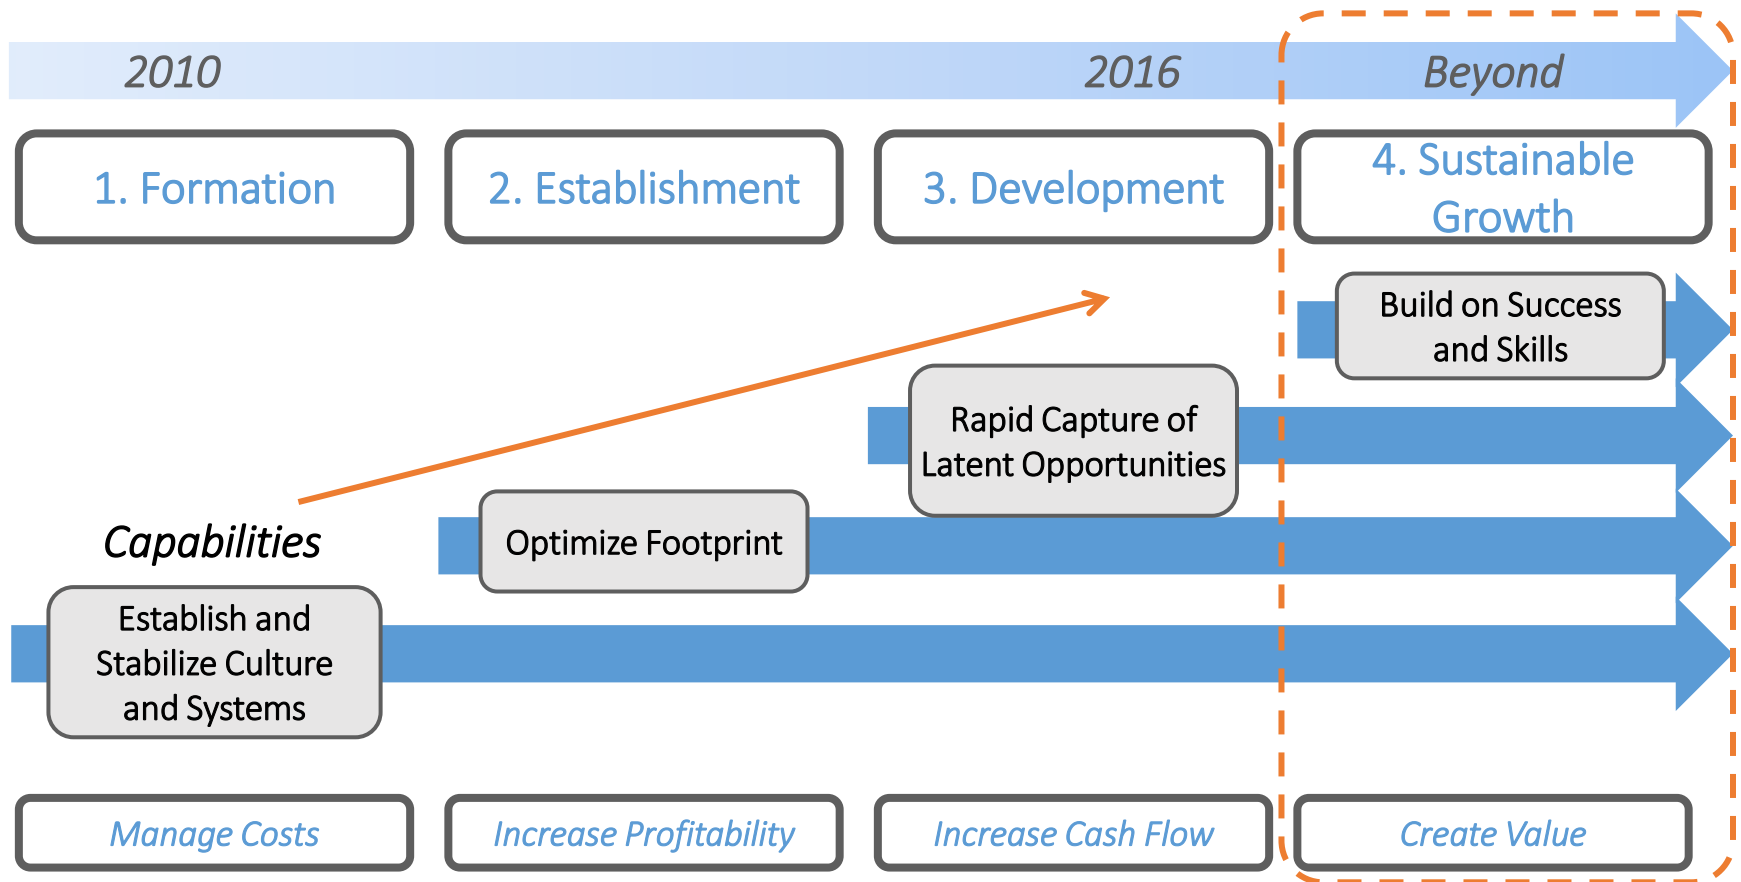 2010
2016
Beyond
1. Formation
2. Establishment
3. Development
4. Sustainable
Growth
Build on Success
and Skills
Rapid Capture of
Latent Opportunities
Optimize Footprint
Capabilities
Establish and
Stabilize Culture
and Systems
Manage Costs
Increase Profitability
Increase Cash Flow
Create Value